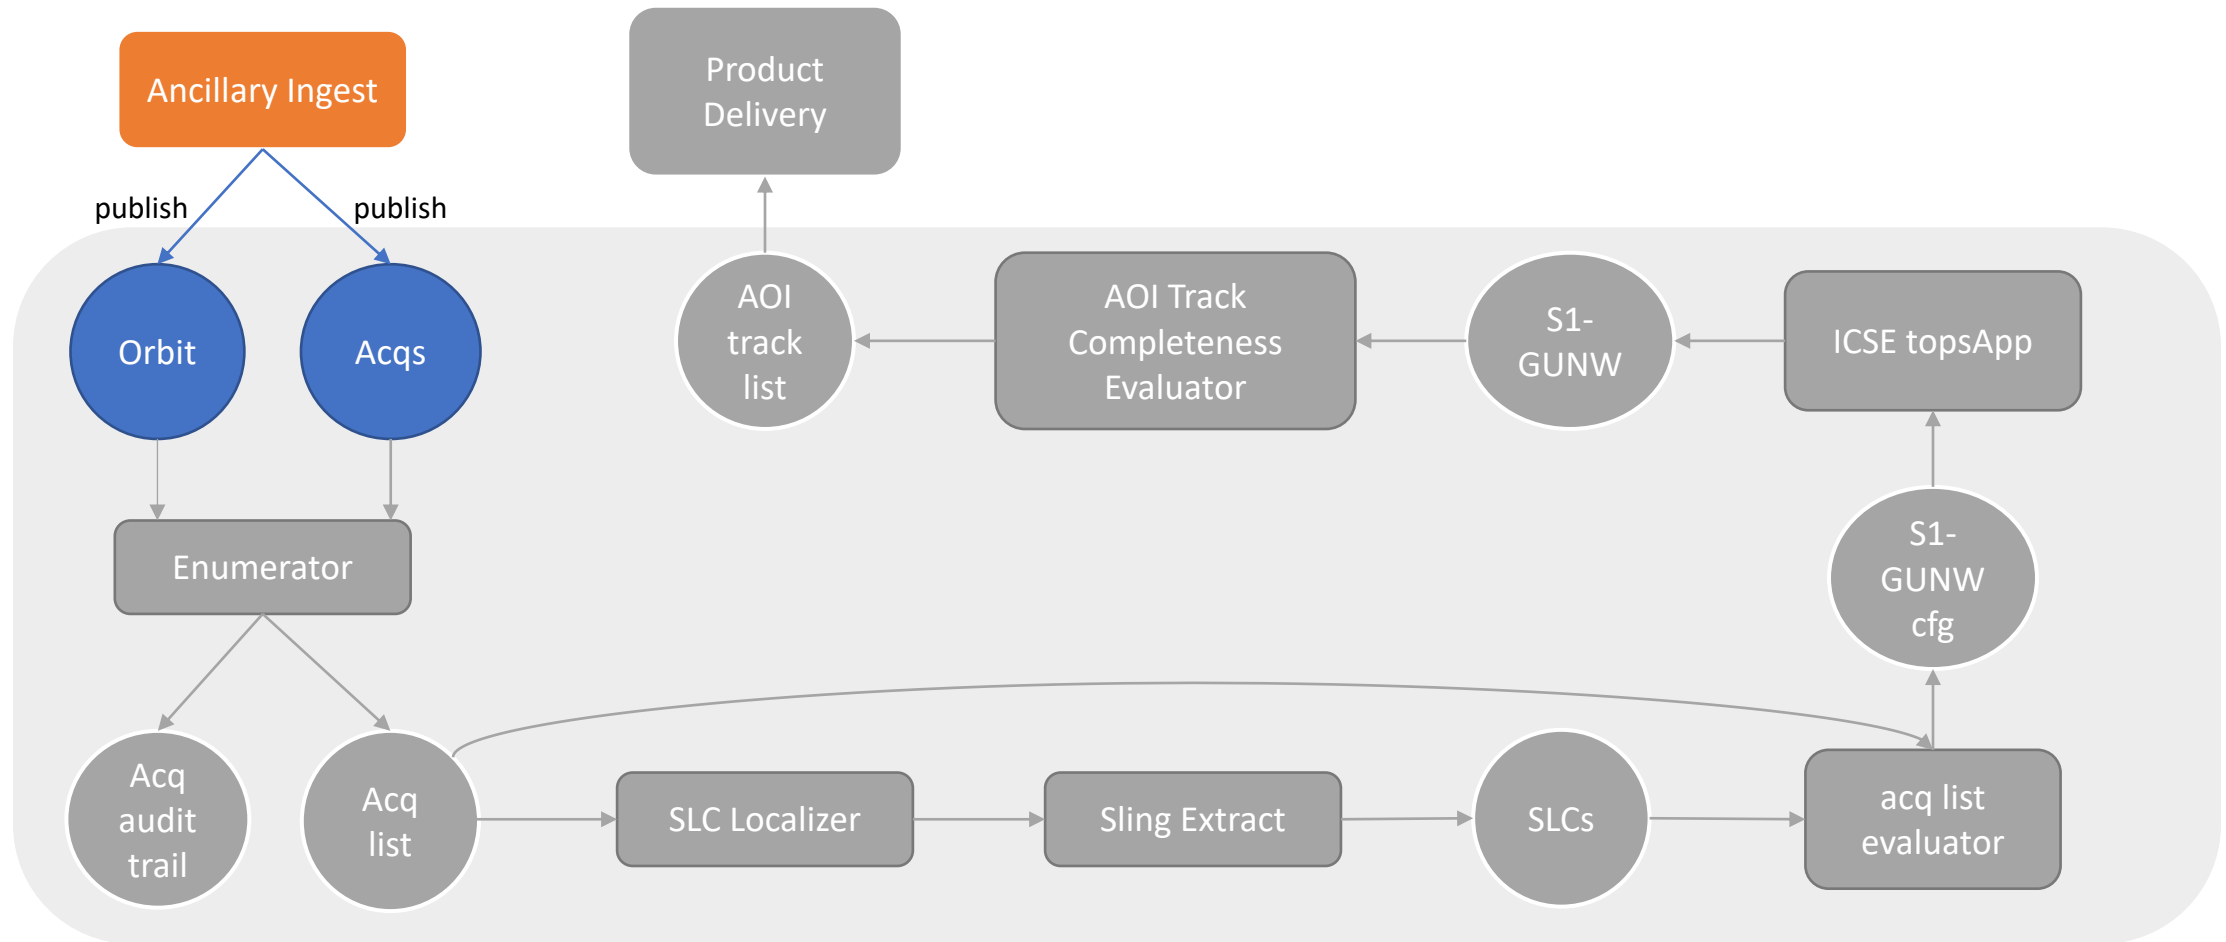 Ancillary Ingest
Product
Delivery
publish
publish
Orbit
Acqs
AOI
track
list
AOI Track
Completeness
Evaluator
S1-
GUNW
ICSE topsApp
Enumerator
S1-
GUNW
cfg
Acq
audit
trail
Acq
list
SLC Localizer
Sling Extract
SLCs
acq list
evaluator